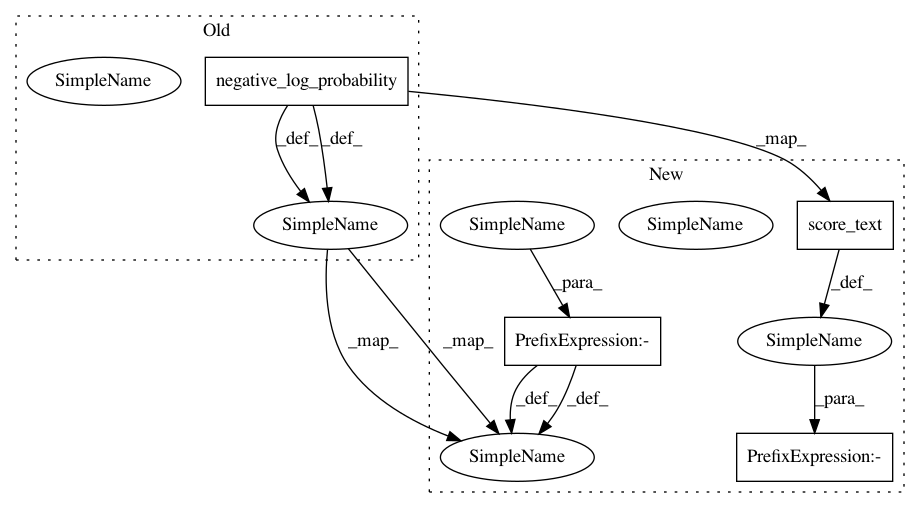 Old
SimpleName
negative_log_probability
_map_
_def_
_def_
New
SimpleName
SimpleName
SimpleName
score_text
_para_
_def_
_map_
_map_
PrefixExpression:-
SimpleName
_def_
_def_
_para_
SimpleName
PrefixExpression:-